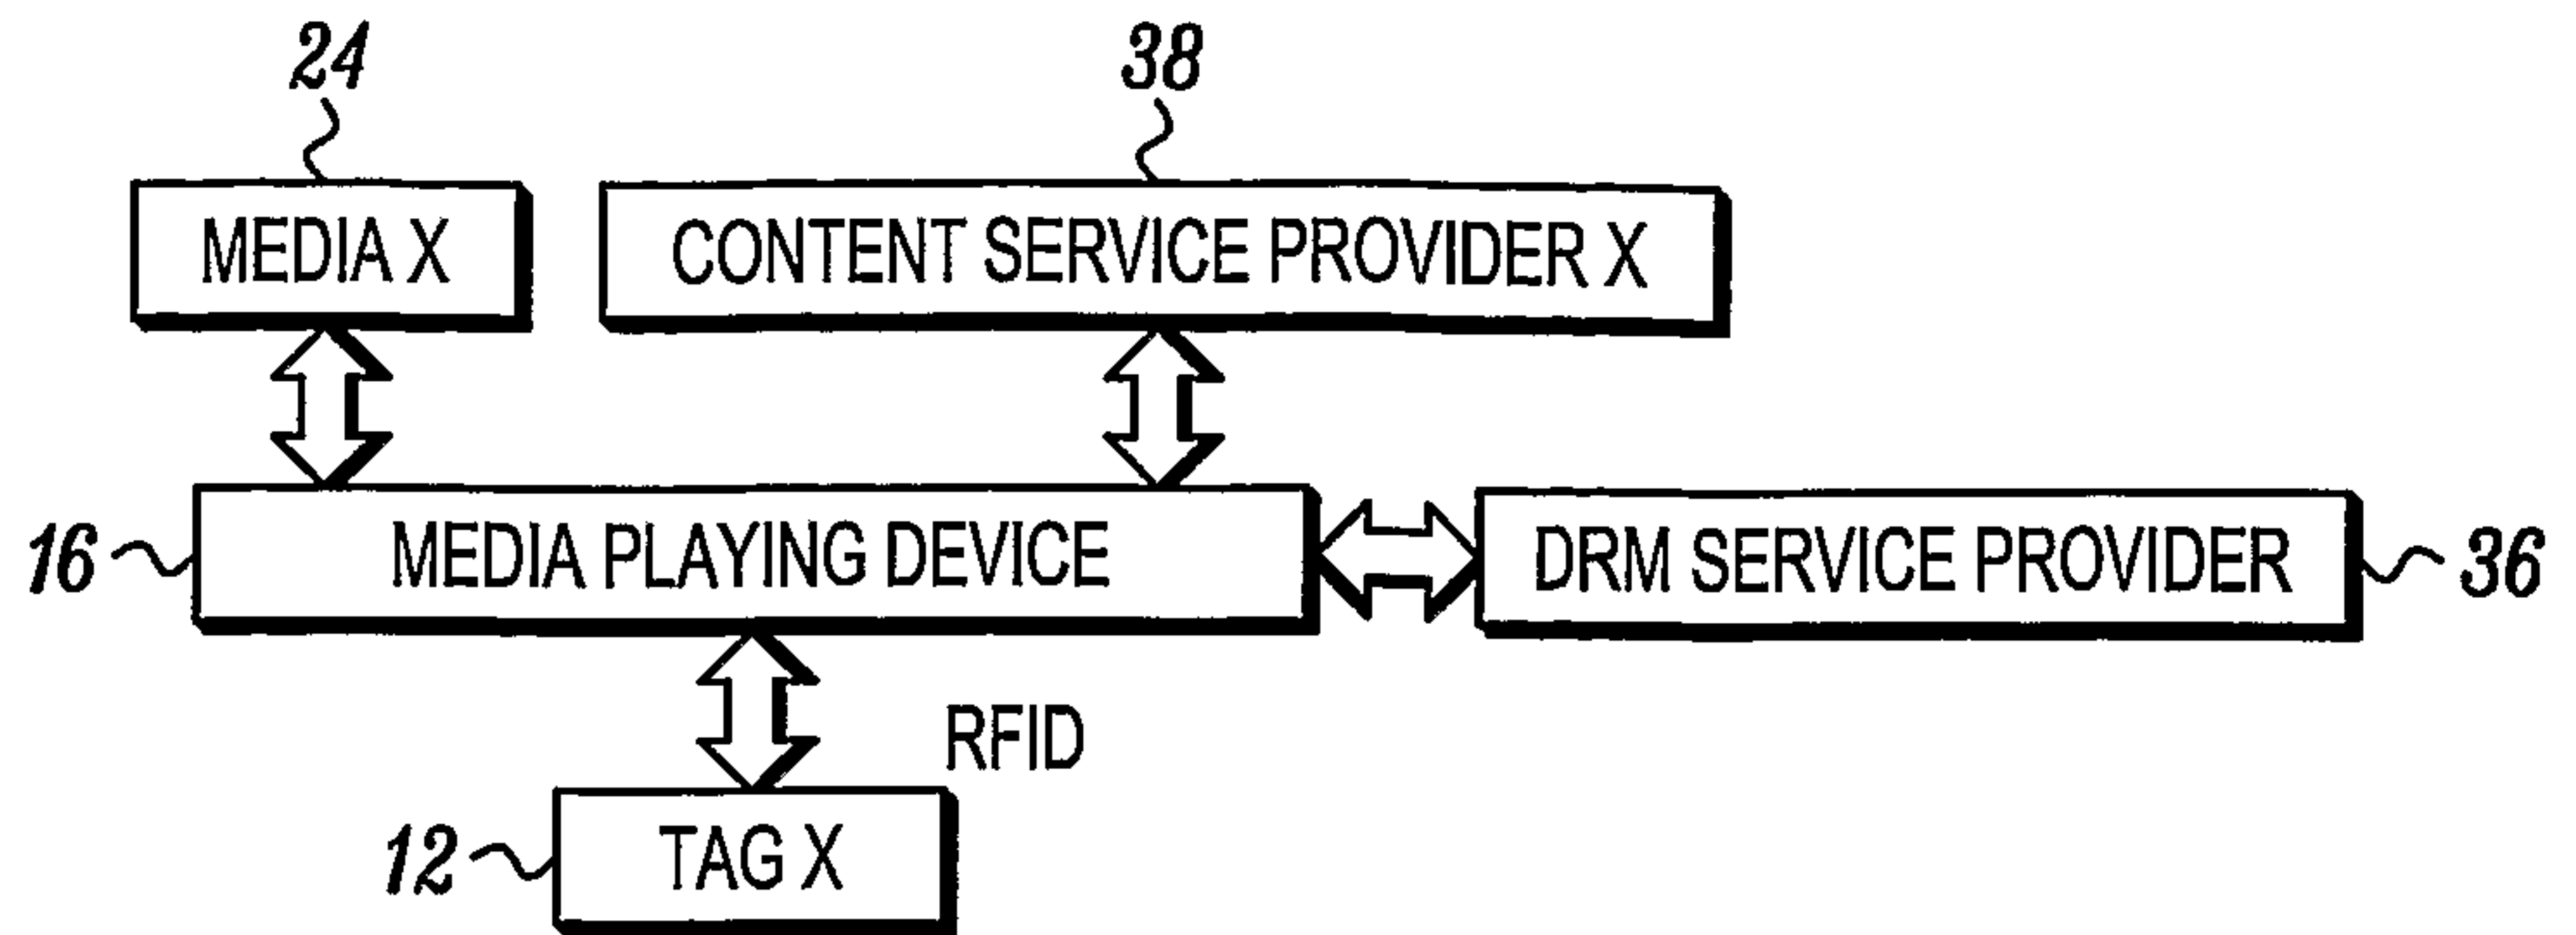 24
38
MEDIA X
CONTENT SERVICE PROVIDER X
16
MEDIA PLAYING DEVICE
DRM SERVICE PROVIDER
36
RFID
12
TAG X